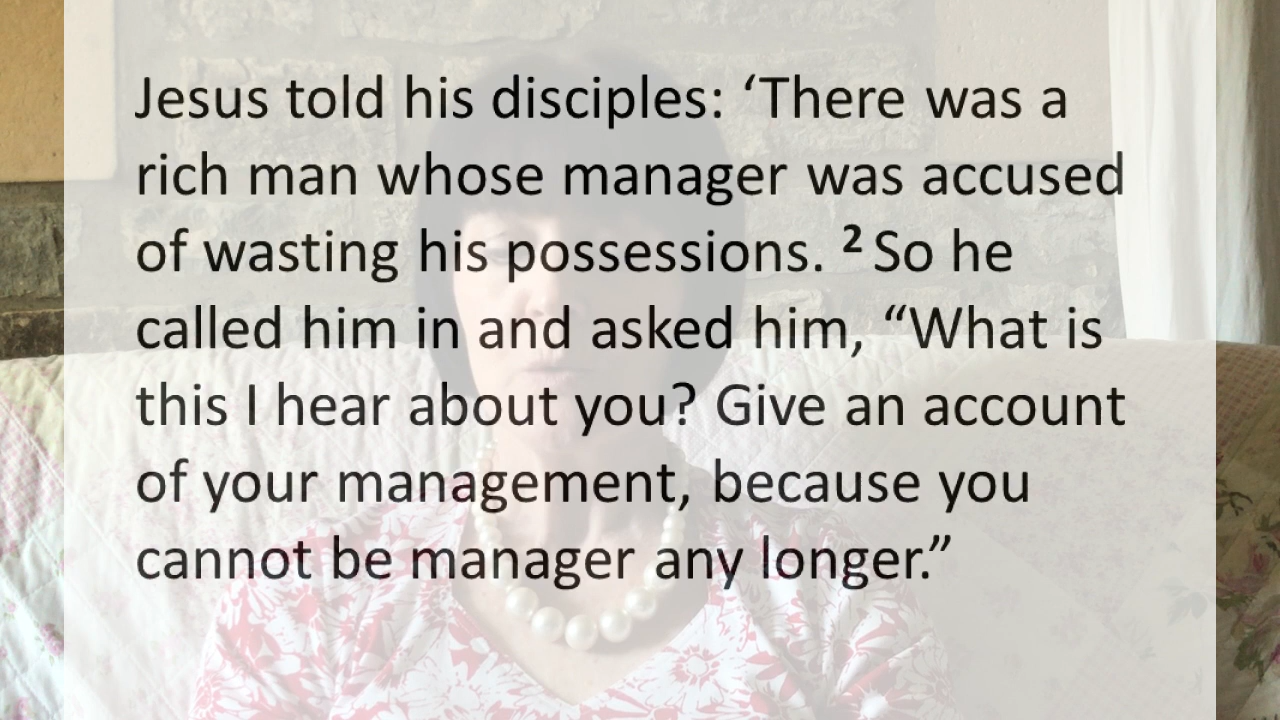 Jesus told his disciples: ‘There was a
rich man whose manager was accused
of wasting his possessions. ² So he
called him in and asked him, “What is
this I hear about you? Give an account
of your management, because you
cannot be manager any longer.”